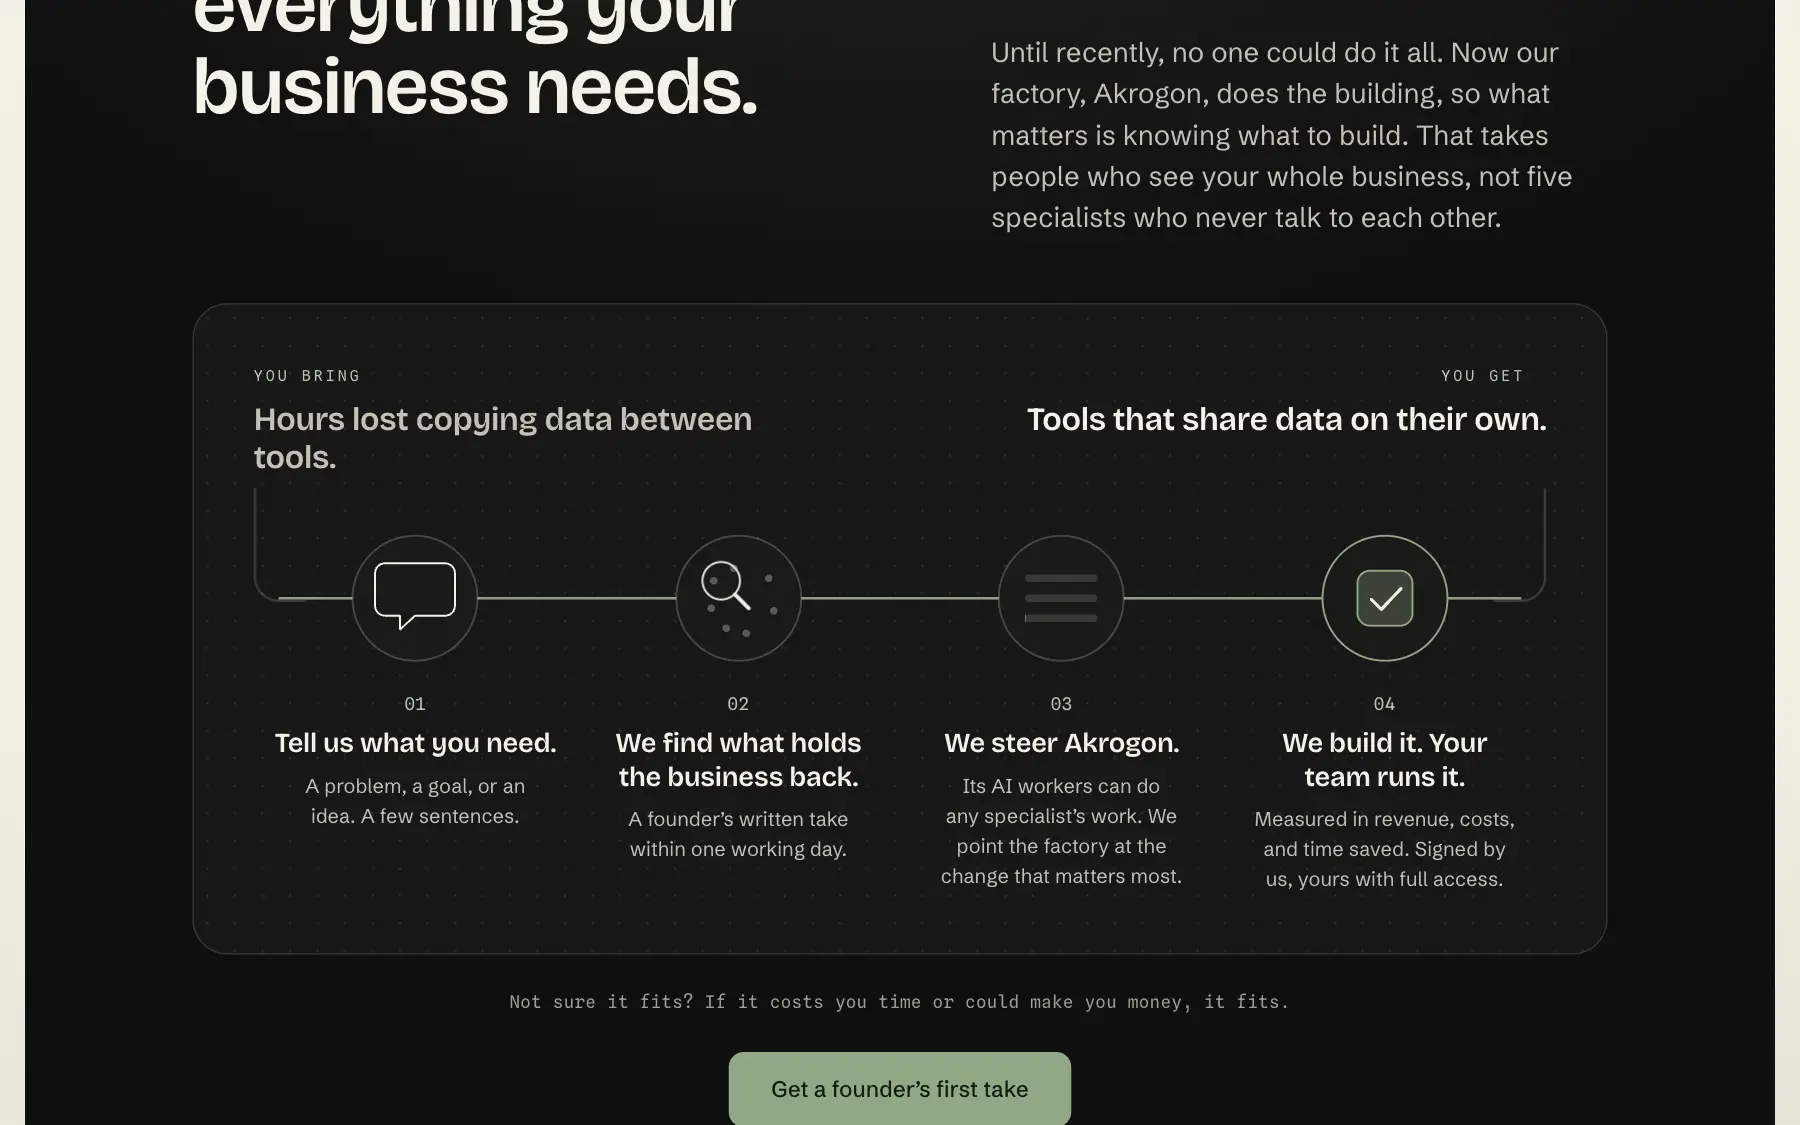 everything your
business needs.
Until recently, no one could do it all. Now our
factory, Akrogon, does the building, so what
matters is knowing what to build. That takes
people who see your whole business, not five
specialists who never talk to each other.
YOU BRING
Hours lost copying data between
tools.
YOU GET
Tools that share data on their own.
01
Tell us what you need.
A problem, a goal, or an
idea. A few sentences.
02
We find what holds
the business back.
A founder’s written take
within one working day.
03
We steer Akrogon.
Its AI workers can do
any specialist’s work. We
point the factory at the
change that matters most.
04
We build it. Your
team runs it.
Measured in revenue, costs,
and time saved. Signed by
us, yours with full access.
Not sure it fits? If it costs you time or could make you money, it fits.
Get a founder’s first take